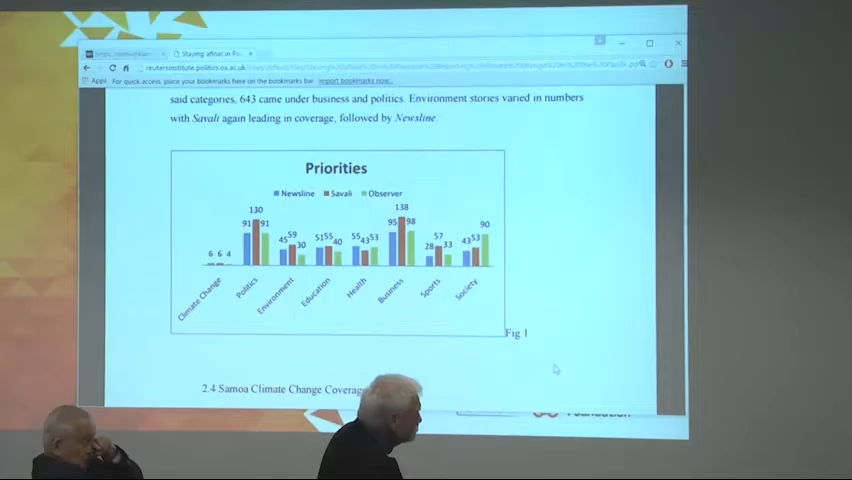 Staying afloat in Po
reutersinstitute.politics.ox.ac.uk
Apps For quick access, place your bookmarks here on the bookmarks bar. Import bookmarks now...
said categories, 643 came under business and politics. Environment stories varied in numbers
with Savali again leading in coverage, followed by Newsline.
Priorities
Newsline Savali Observer
6 6 4
91 130 91
45 59 30
51 55 40
55 43 53
95 138 98
28 57 33
43 53 90
Climate Change
Politics
Environment
Education
Health
Business
Sports
Society
Fig 1
2.4 Samoa Climate Change Coverag
Foundation